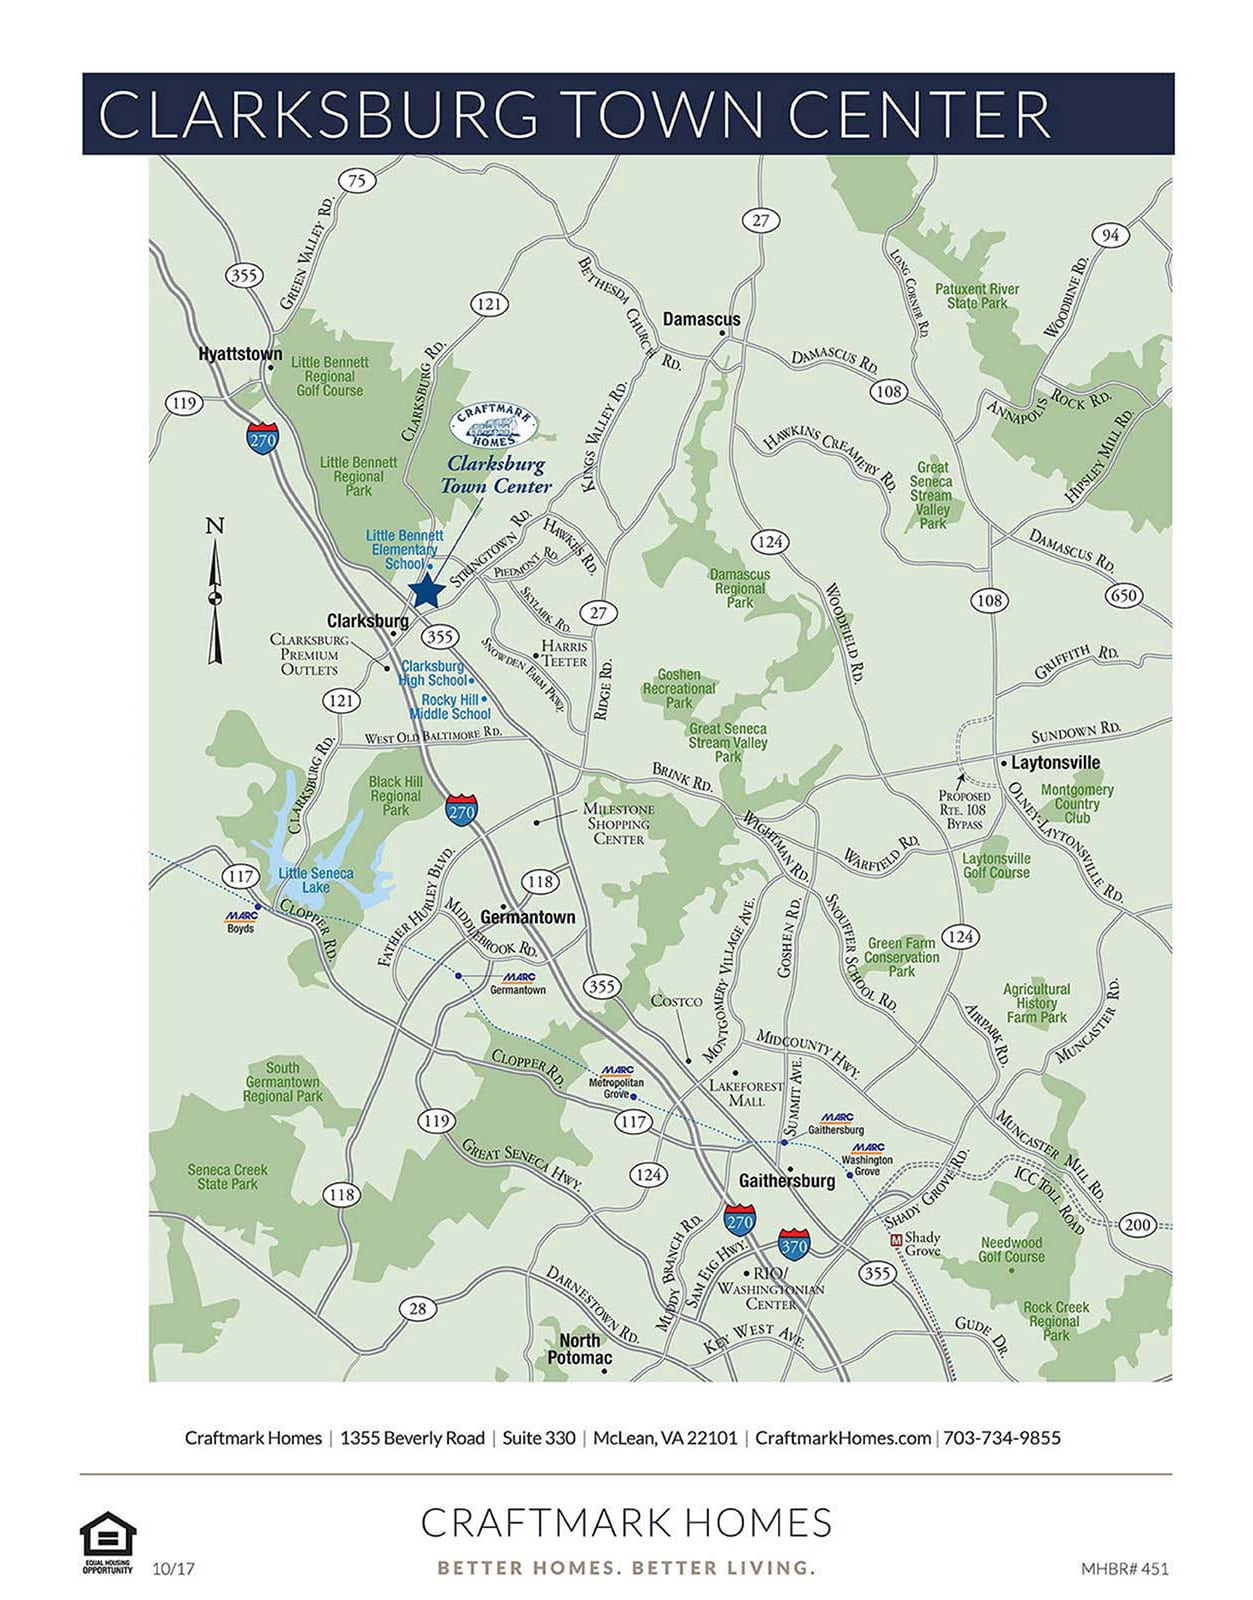 CLARKSBURG TOWN CENTER
75
27
94
355
GREEN VALLEY RD.
121
BETHESDA CHURCH RD.
LONG CORNER RD.
Patuxent River
State Park
WOODBINE RD.
Damascus
Hyattstown
Little Bennett
Regional
Golf Course
CLARKSBURG RD.
DAMASCUS RD.
108
119
270
CRAFTMARK
HOMES
KINGS VALLEY RD.
ANNAPOLIS ROCK RD.
HAWKINS CREAMERY RD.
HIPSLEY MILL RD.
Clarksburg
Town Center
Little Bennett
Regional
Park
Great
Seneca
Stream
Valley
Park
N
Little Bennett
Elementary
School
STRINGTOWN RD.
HAWKES RD.
PIEDMONT RD.
124
DAMASCUS RD.
Damascus
Regional
Park
SKYLARK RD.
27
WOODFIELD RD.
108
650
Clarksburg
355
CLARKSBURG
PREMIUM
OUTLETS
HARRIS
TEETER
SNOWDEN FARM PKWY.
Clarksburg
High School
Rocky Hill
Middle School
RIDGE RD.
GRIFFITH RD.
Goshen
Recreational
Park
121
WEST OLD BALTIMORE RD.
Great Seneca
Stream Valley
Park
SUNDOWN RD.
CLARKSBURG RD.
Laytonsville
BRINK RD.
Black Hill
Regional
Park
270
PROPOSED
RTE. 108
BYPASS
Montgomery
Country
Club
MILESTONE
SHOPPING
CENTER
WIGHTMAN RD.
OLNEY-LAYTONSVILLE RD.
WARFIELD RD.
Laytonsville
Golf Course
117
Little Seneca
Lake
118
FATHER HURLEY BLVD.
MARC
Boyds
CLOPPER RD.
MIDDLEBROOK RD.
Germantown
MONTGOMERY VILLAGE AVE.
GOSHEN RD.
SNOUFFER SCHOOL RD.
Green Farm
Conservation
Park
124
MARC
Germantown
355
COSTCO
Agricultural
History
Farm Park
AIRPARK RD.
MUNCASTER RD.
MIDCOUNTY HWY.
CLOPPER RD.
South
Germantown
Regional Park
MARC
Metropolitan
Grove
LAKEFOREST
MALL
SUMMIT AVE.
119
117
MARC
Gaithersburg
MUNCASTER MILL RD.
GREAT SENECA HWY.
MARC
Washington
Grove
Seneca Creek
State Park
124
Gaithersburg
ICC TOLL ROAD
118
SHADY GROVE RD.
270
200
370
M Shady
Grove
Needwood
Golf Course
MUDDY BRANCH RD.
SAM EIG HWY.
RIO/
WASHINGTONIAN
CENTER
355
28
DARNESTOWN RD.
Rock Creek
Regional
Park
KEY WEST AVE.
GUDE DR.
North
Potomac
Craftmark Homes | 1355 Beverly Road | Suite 330 | McLean, VA 22101 | CraftmarkHomes.com | 703-734-9855
CRAFTMARK HOMES
EQUAL HOUSING
OPPORTUNITY
10/17
BETTER HOMES. BETTER LIVING.
MHBR# 451